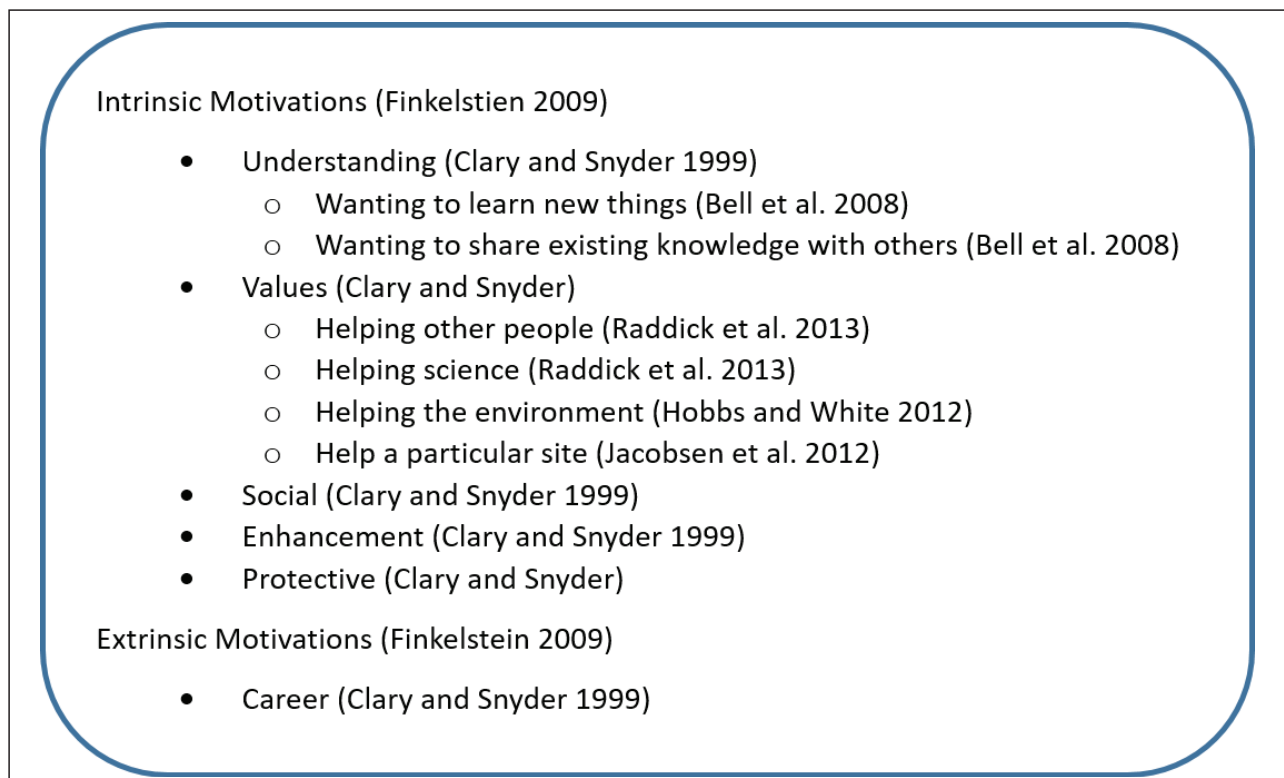 Intrinsic Motivations (Finkelstien 2009)
• Understanding (Clary and Snyder 1999)
o Wanting to learn new things (Bell et al. 2008)
o Wanting to share existing knowledge with others (Bell et al. 2008)
• Values (Clary and Snyder)
o Helping other people (Raddick et al. 2013)
o Helping science (Raddick et al. 2013)
o Helping the environment (Hobbs and White 2012)
o Help a particular site (Jacobsen et al. 2012)
• Social (Clary and Snyder 1999)
• Enhancement (Clary and Snyder 1999)
• Protective (Clary and Snyder)
Extrinsic Motivations (Finkelstein 2009)
• Career (Clary and Snyder 1999)